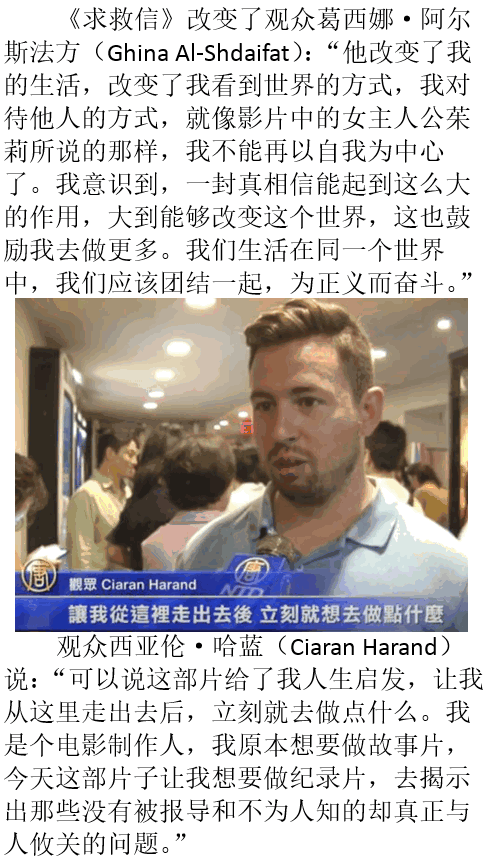 《求救信》改变了观众葛西娜·阿尔
斯法方（Ghina Al-Shdaifat）：“他改变了我
的生活，改变了我看到世界的方式，我对
待他人的方式，就像影片中的女主人公茱
莉所说的那样，我不能再以自我为中心
了。我意识到，一封真相信能起到这么大
的作用，大到能够改变这个世界，这也鼓
励我去做更多。我们生活在同一个世界
中，我们应该团结一起，为正义而奋斗。”
唐
NTD
觀眾 Ciaran Harand
讓我從這裡走出去後 立刻就想去做點什麼
观众西亚伦·哈蓝（Ciaran Harand）
说：“可以说这部片给了我人生启发，让我
从这里走出去后，立刻就去做点什么。我
是个电影制作人，我原本想要做故事片，
今天这部片子让我想要做纪录片，去揭示
出那些没有被报导和不为人知的却真正与
人攸关的问题。”